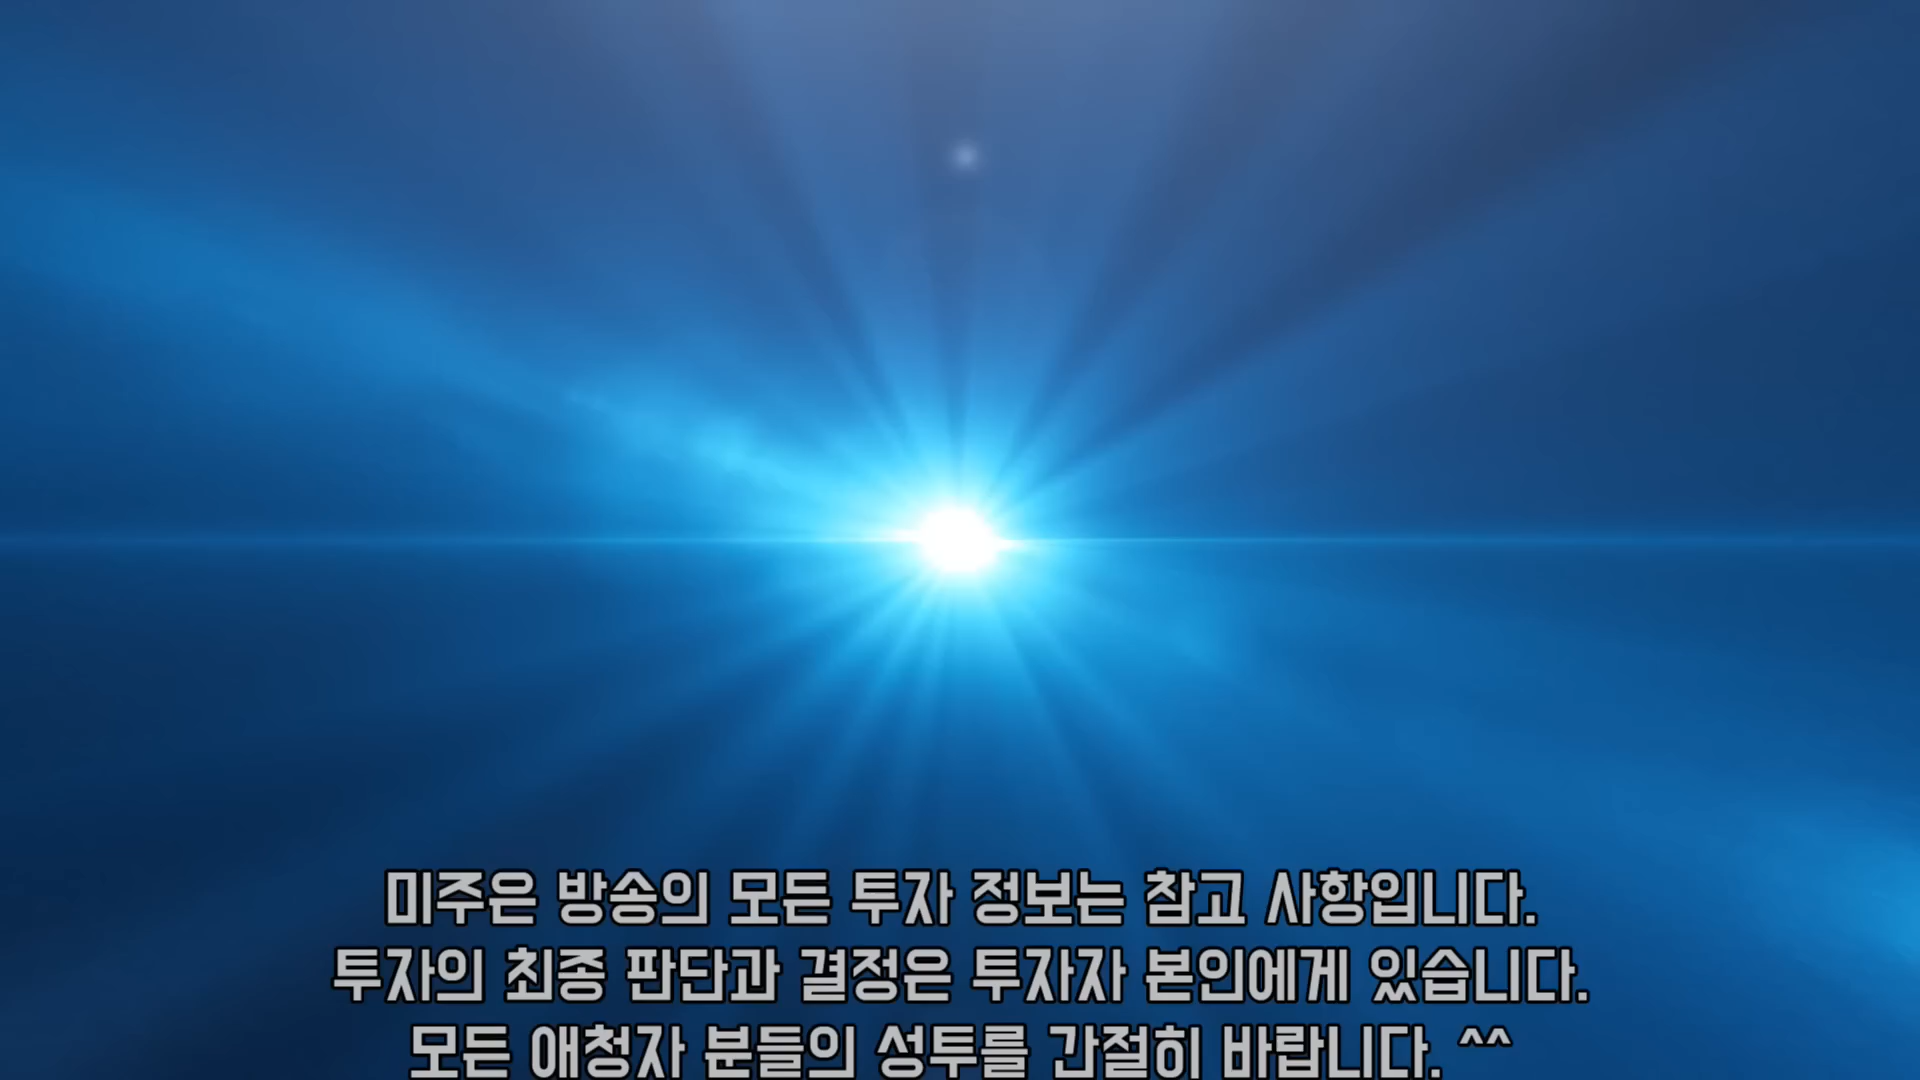 미주은 방송의 모든 투자 정보는 참고 사항입니다.
투자의 최종 판단과 결정은 투자자 본인에게 있습니다.
모든 애청자 분들의 성투를 간절히 바랍니다. ^^